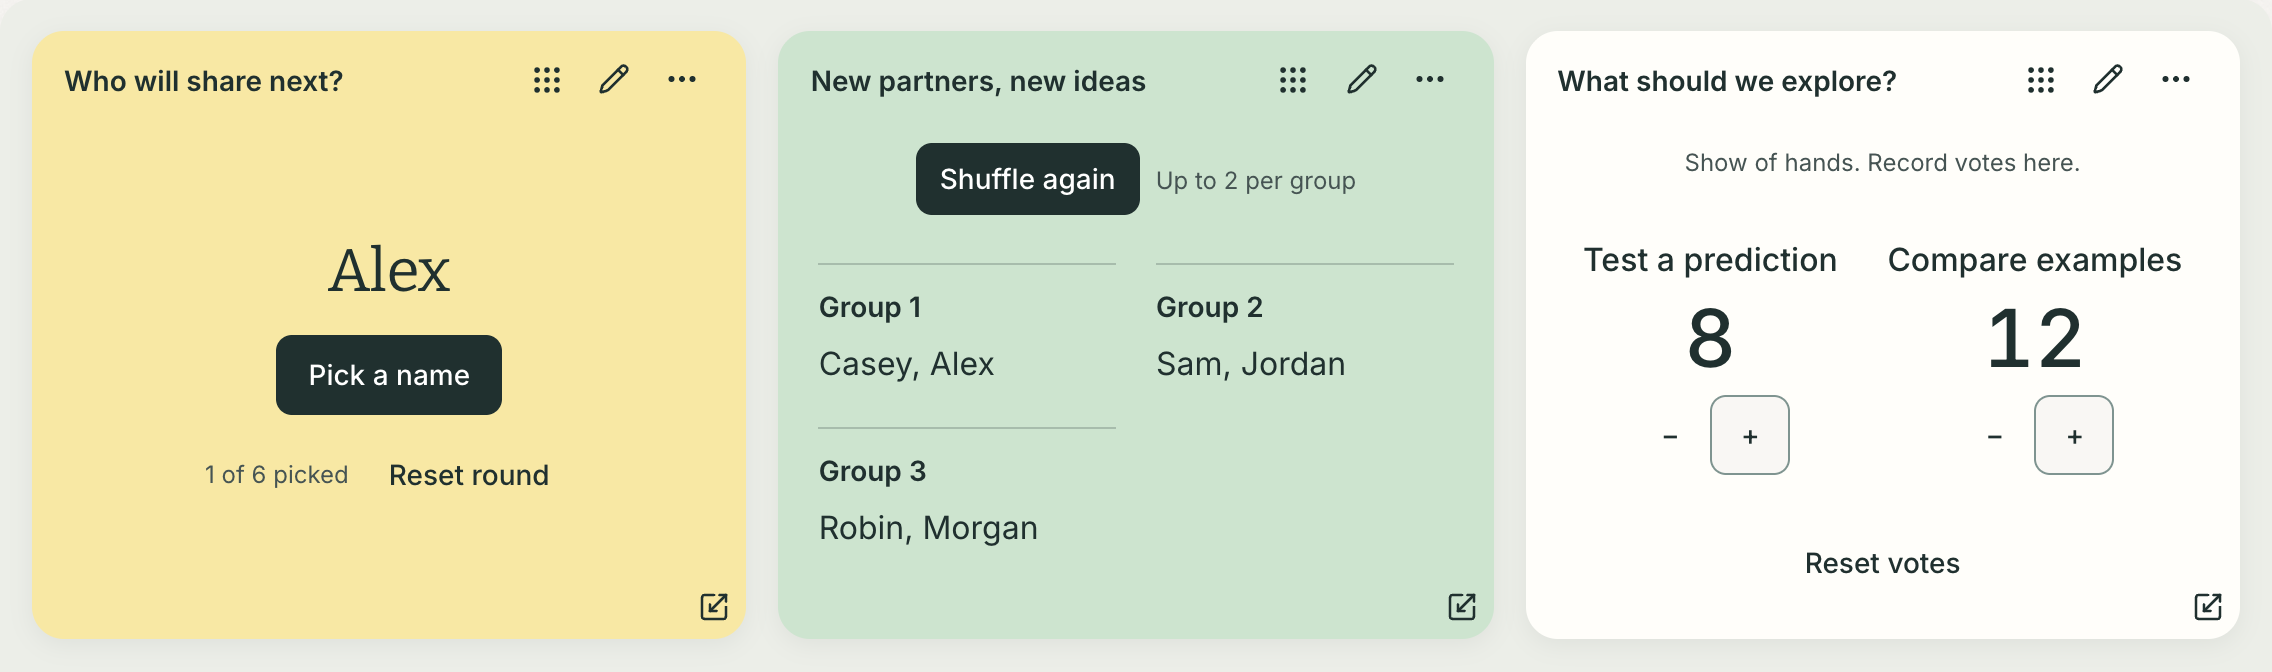 Who will share next?
Alex
Pick a name
1 of 6 picked Reset round
New partners, new ideas
Shuffle again Up to 2 per group
Group 1
Casey, Alex
Group 2
Sam, Jordan
Group 3
Robin, Morgan
What should we explore?
Show of hands. Record votes here.
Test a prediction
8
− +
Compare examples
12
− +
Reset votes